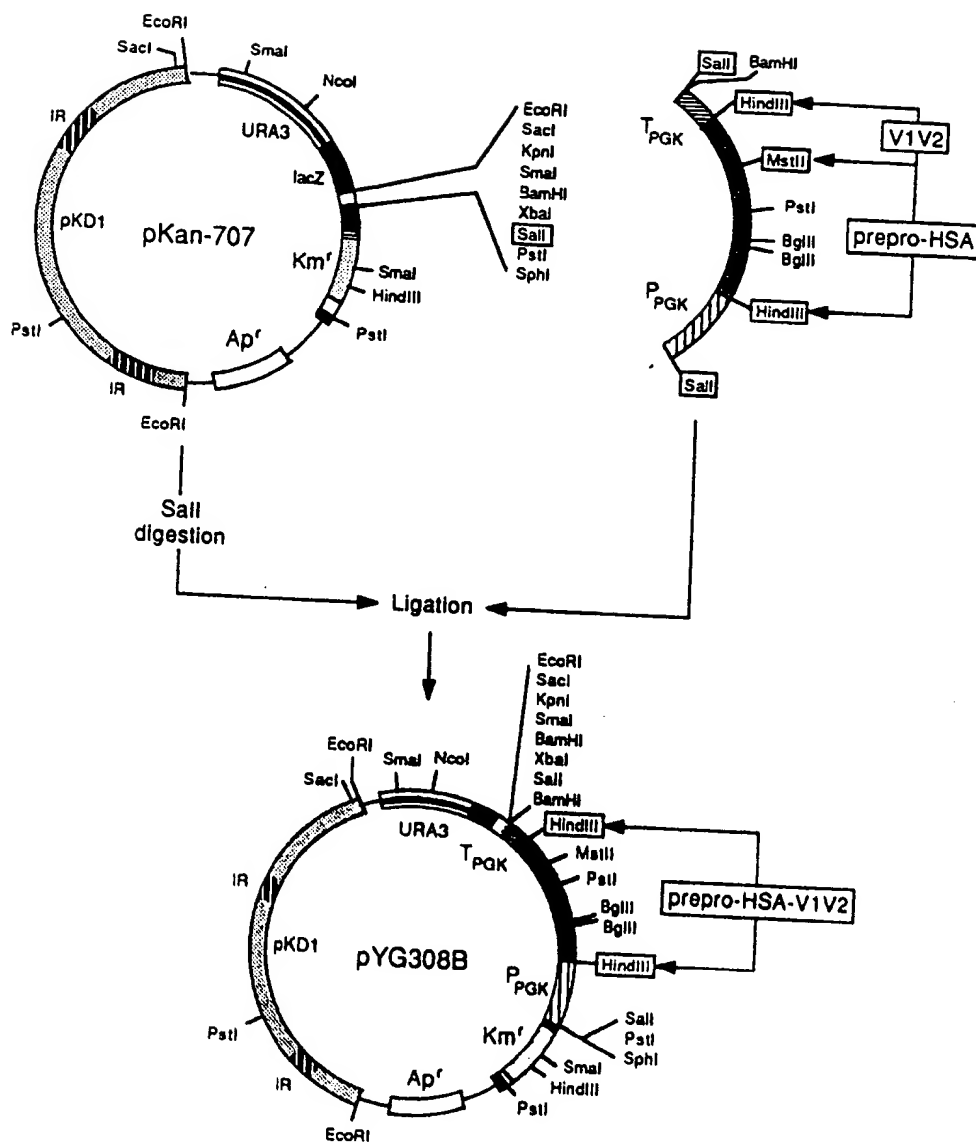 EcoRI
SacI
SmaI
NcoI
IR
URA3
lacZ
pKD1
pKan-707
Kmʳ
SmaI
HindIII
PstI
PstI
Apʳ
IR
EcoRI
EcoRI
SacI
KpnI
SmaI
BamHI
XbaI
SalI
PstI
SphI
SalI
BamHI
HindIII
T PGK
V1V2
MstII
PstI
prepro-HSA
BglII
BglII
P PGK
HindIII
SalI
SalI
digestion
Ligation
EcoRI
SacI
KpnI
SmaI
BamHI
XbaI
SalI
BamHI
EcoRI
SacI
SmaI
NcoI
URA3
HindIII
T PGK
MstII
PstI
IR
prepro-HSA-V1V2
BglII
BglII
pKD1
pYG308B
HindIII
P PGK
SalI
PstI
SphI
PstI
Kmʳ
SmaI
HindIII
IR
Apʳ
PstI
EcoRI